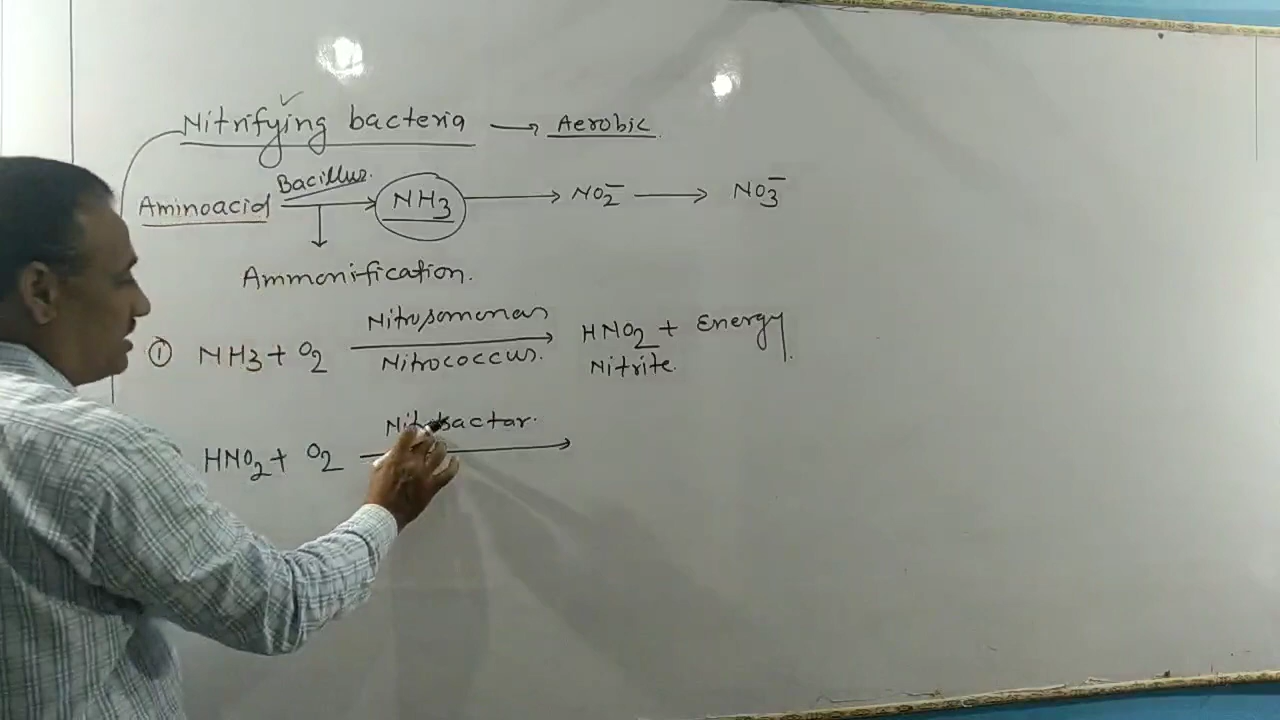 Nitrifying bacteria → Aerobic
Aminoacid Bacillus. → NH3 → NO2⁻ → NO3⁻
Ammonification.
① NH3 + O2 Nitrosomonas → HNO2 + Energy
Nitrococcus. Nitrite.
Nitrobactar.
HNO2 + O2 →